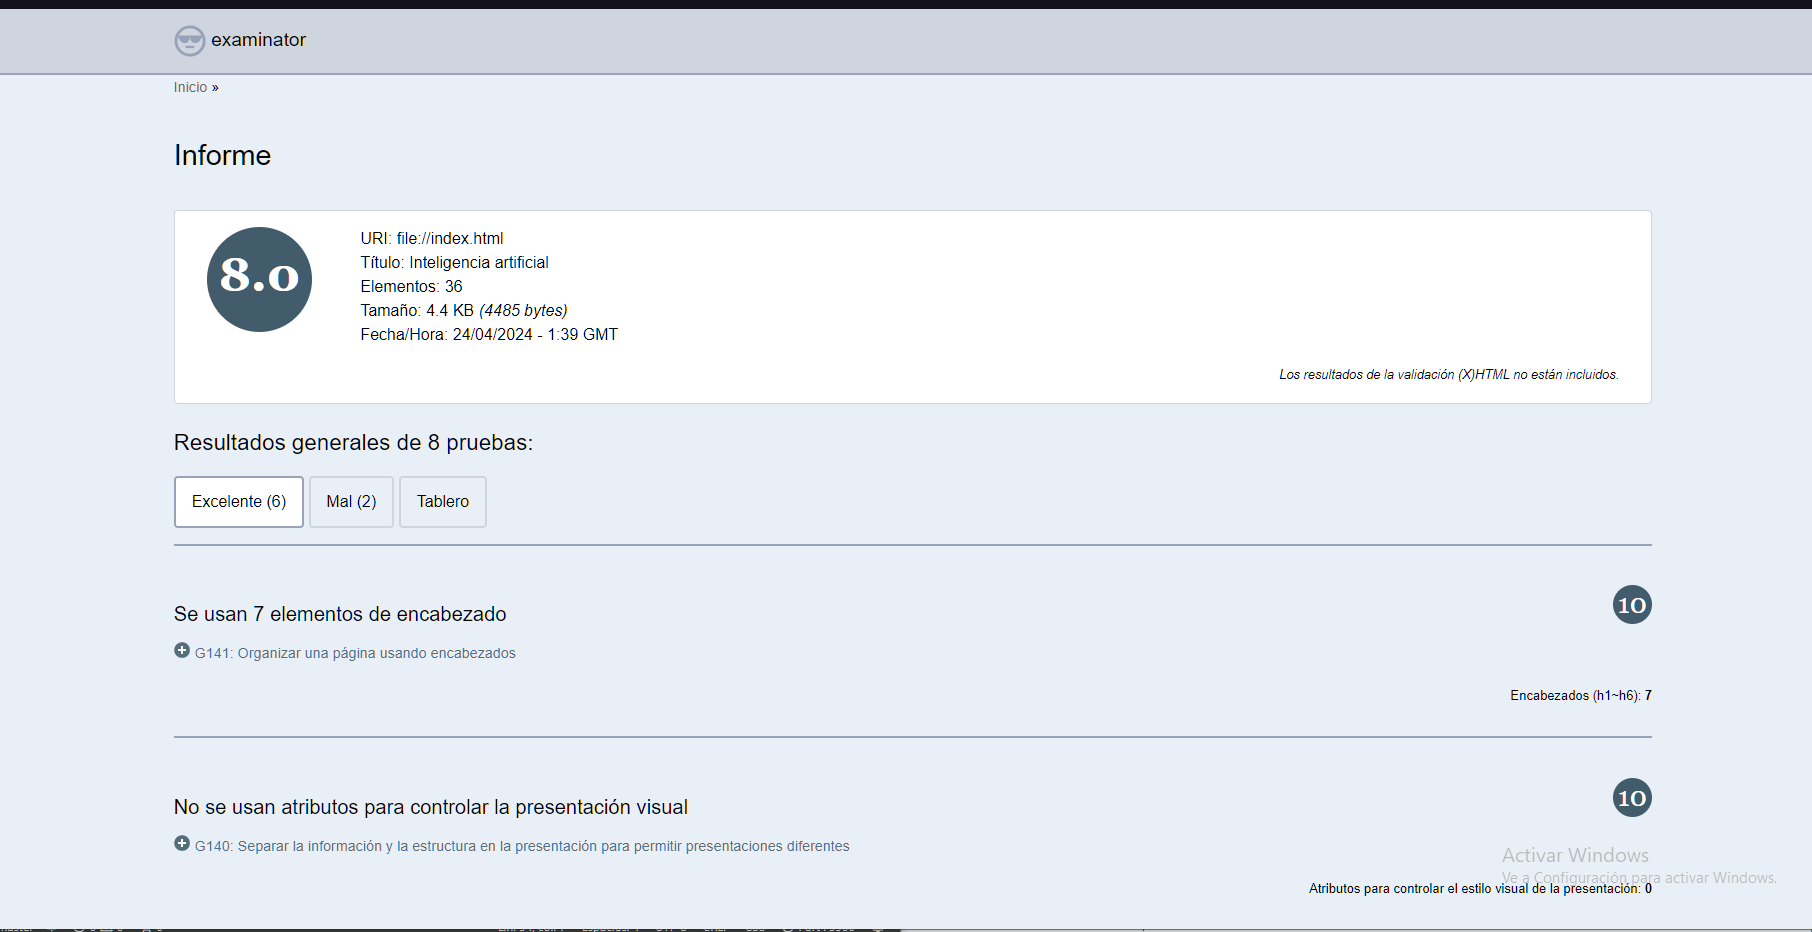 examinator
Inicio »
Informe
8.0
URI: file://index.html
Título: Inteligencia artificial
Elementos: 36
Tamaño: 4.4 KB (4485 bytes)
Fecha/Hora: 24/04/2024 - 1:39 GMT
Los resultados de la validación (X)HTML no están incluidos.
Resultados generales de 8 pruebas:
Excelente (6) Mal (2) Tablero
Se usan 7 elementos de encabezado 10
G141: Organizar una página usando encabezados
Encabezados (h1~h6): 7
No se usan atributos para controlar la presentación visual 10
G140: Separar la información y la estructura en la presentación para permitir presentaciones diferentes
Activar Windows
Ve a Configuración para activar Windows.
Atributos para controlar el estilo visual de la presentación: 0